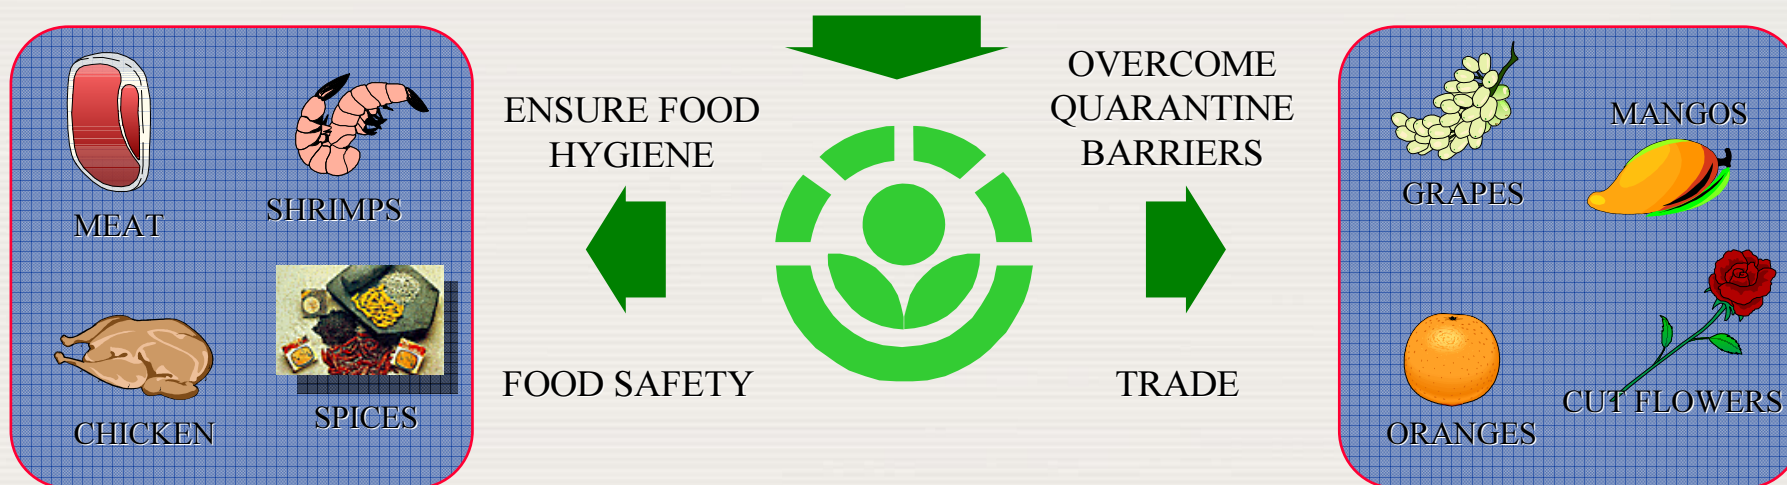 MEAT
SHRIMPS
CHICKEN
SPICES
ENSURE FOOD
HYGIENE
FOOD SAFETY
OVERCOME
QUARANTINE
BARRIERS
TRADE
GRAPES
MANGOS
ORANGES
CUT FLOWERS